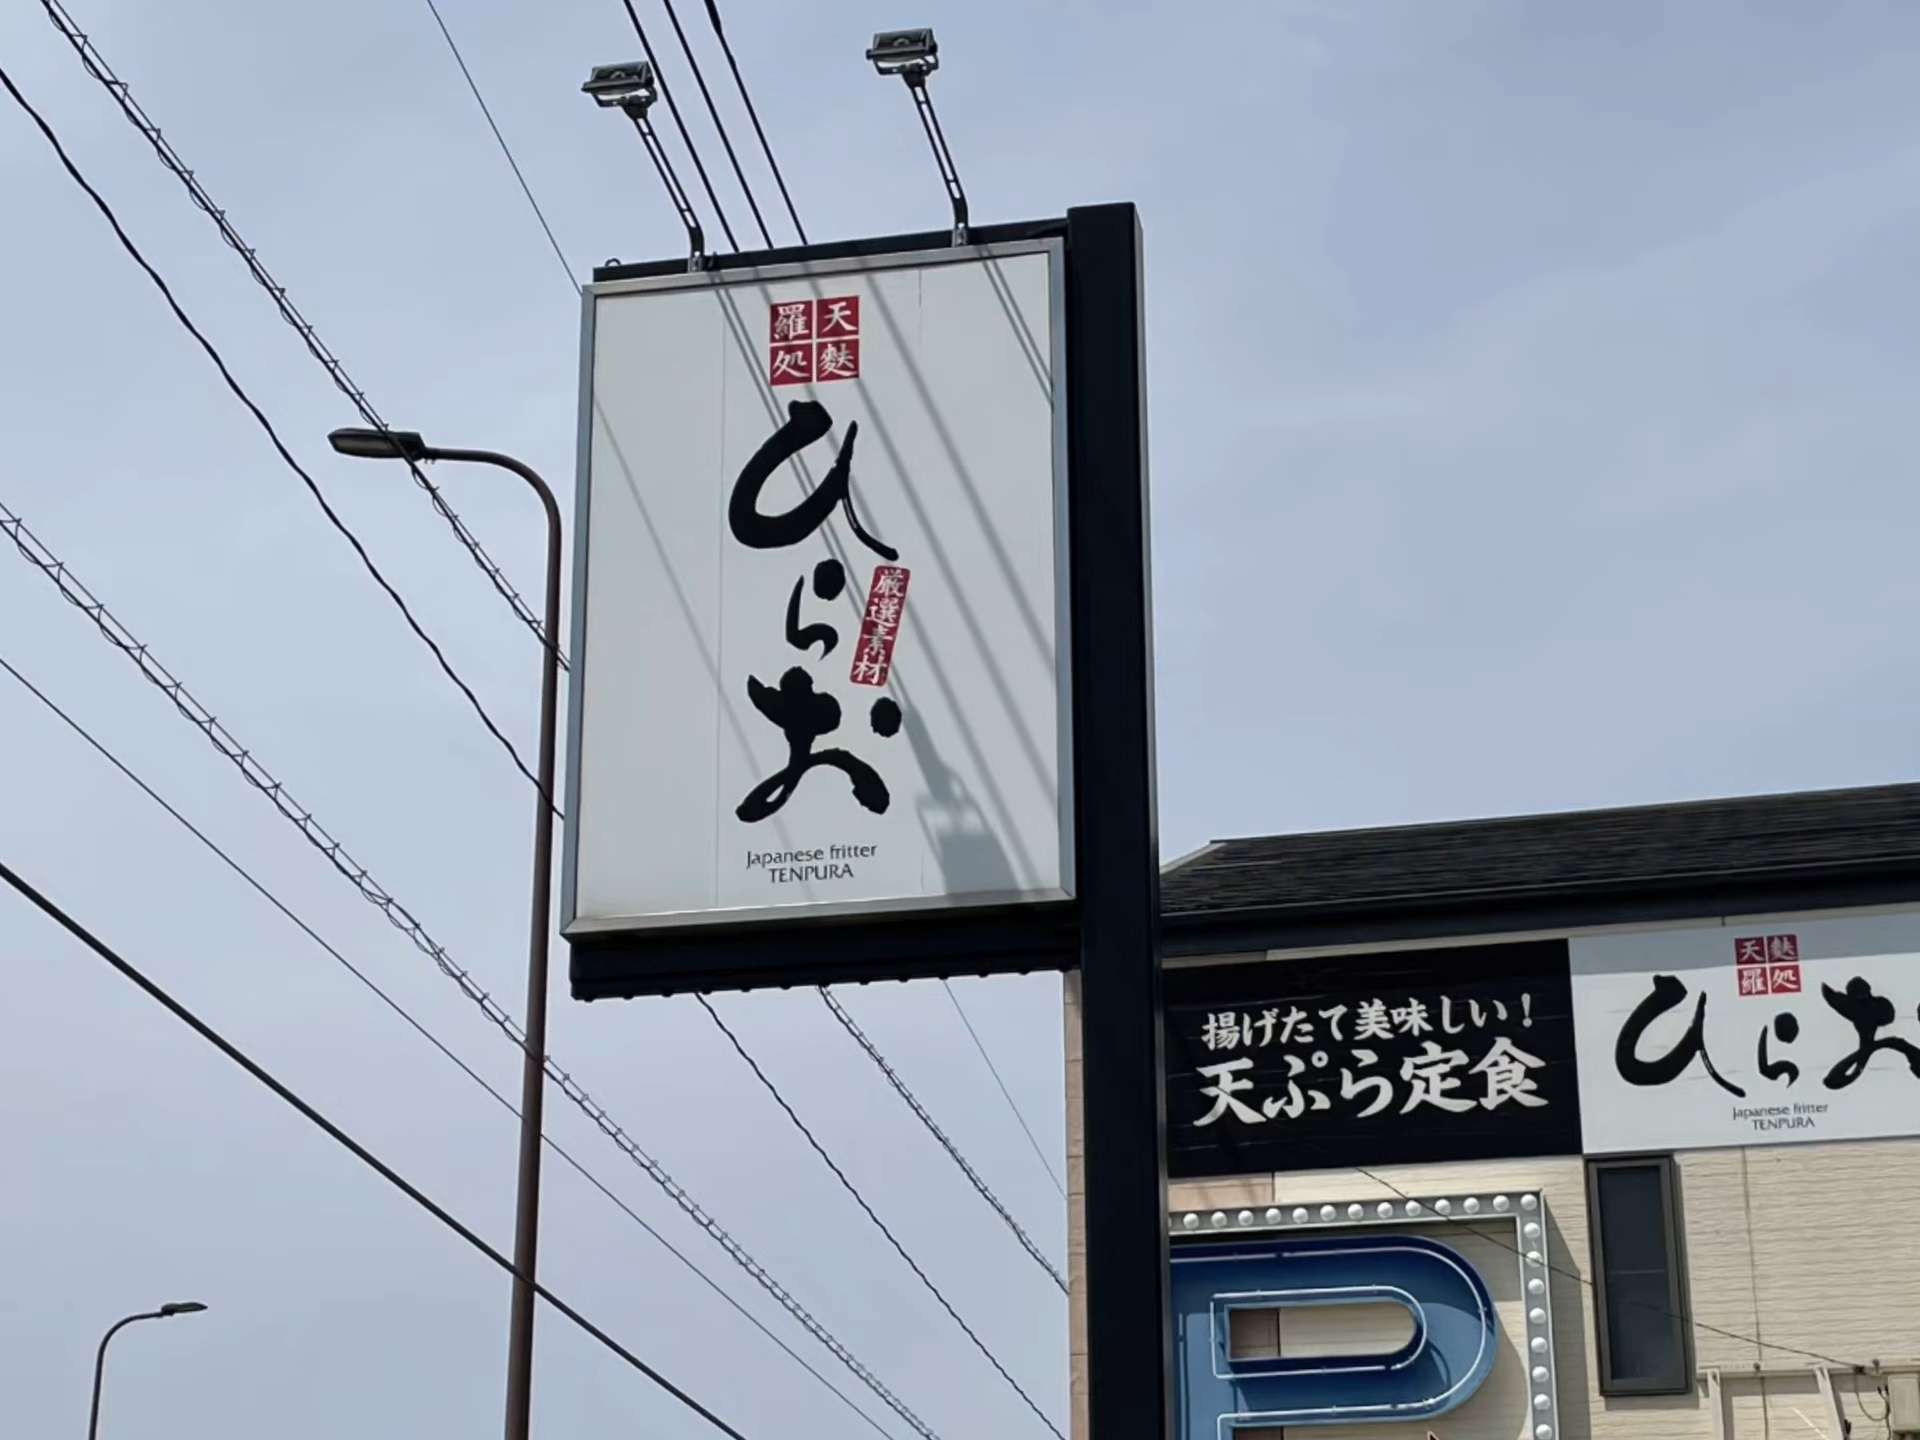 天麩
羅処
ひらお
厳選素材
Japanese fritter
TENPURA
揚げたて美味しい!
天ぷら定食
天麩
羅処
ひらお
Japanese fritter
TENPURA
P